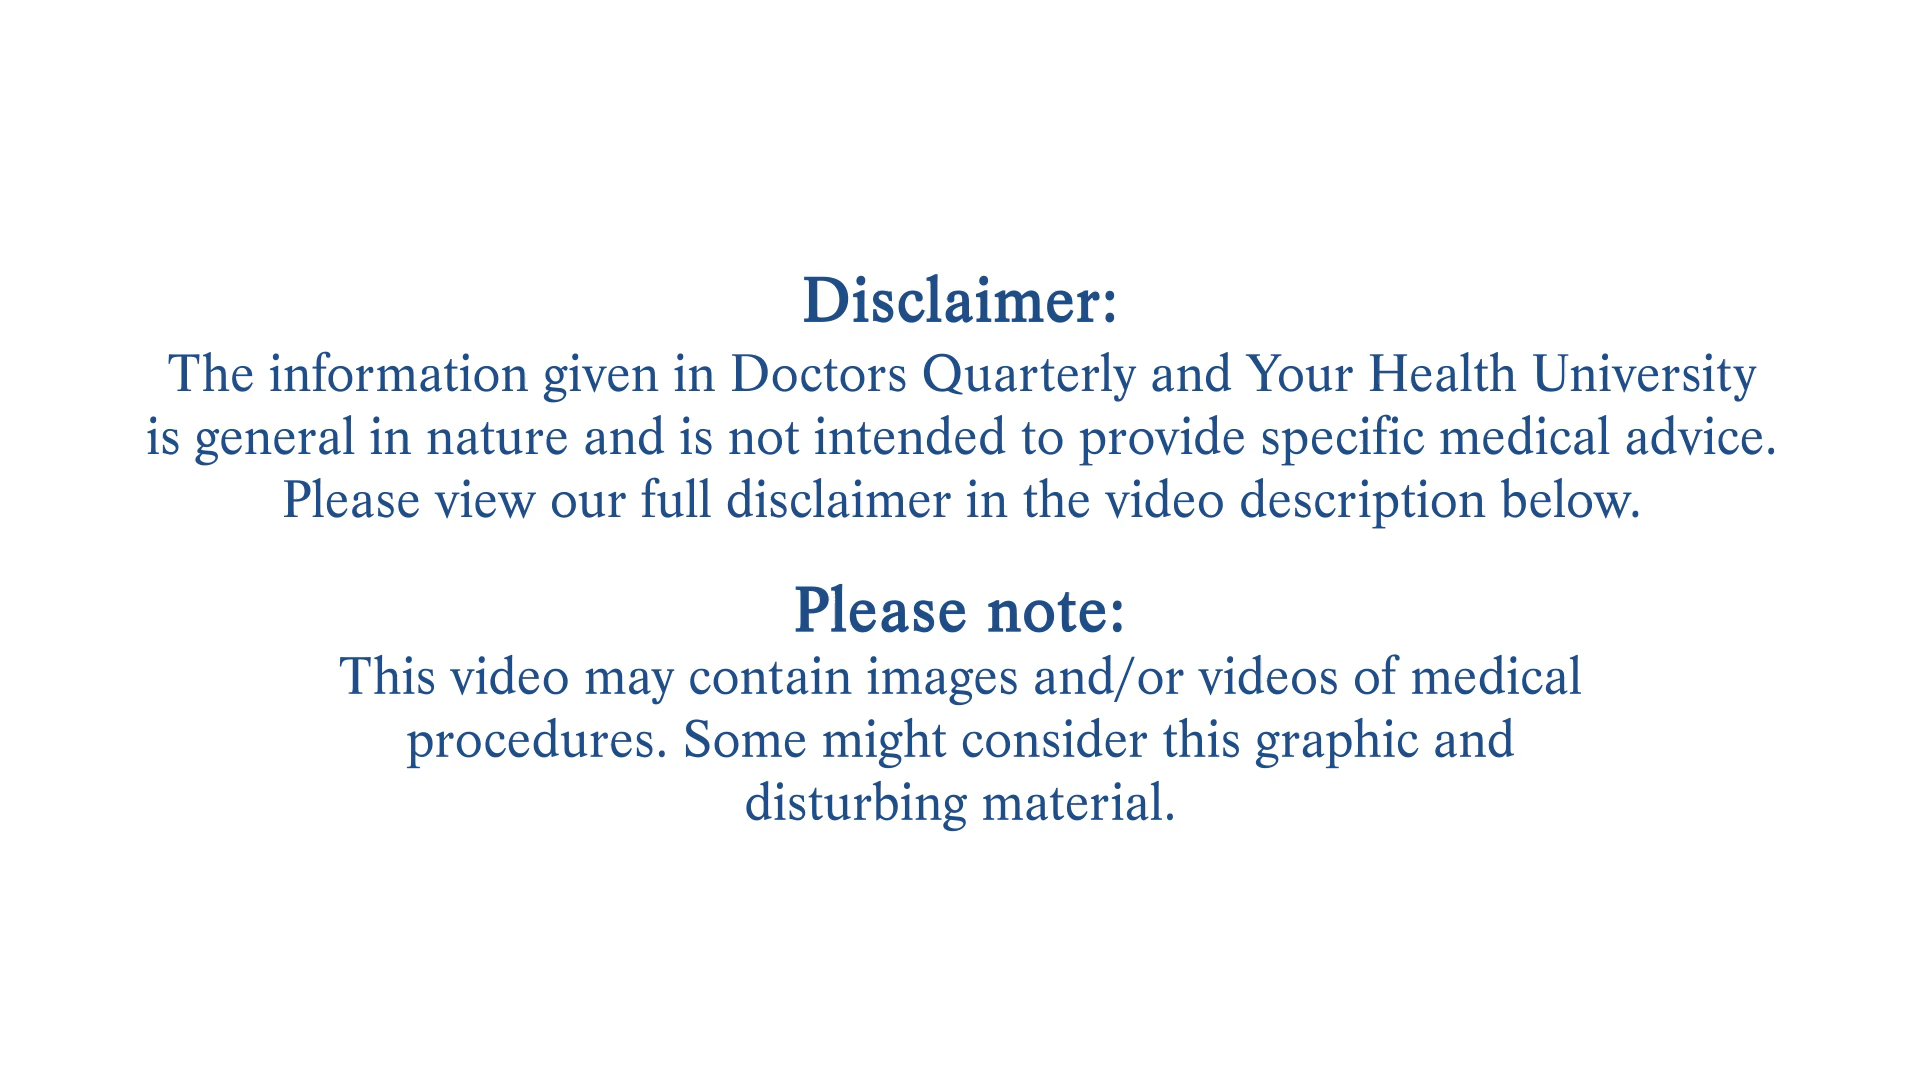 Disclaimer:
The information given in Doctors Quarterly and Your Health University
is general in nature and is not intended to provide specific medical advice.
Please view our full disclaimer in the video description below.
Please note:
This video may contain images and/or videos of medical
procedures. Some might consider this graphic and
disturbing material.